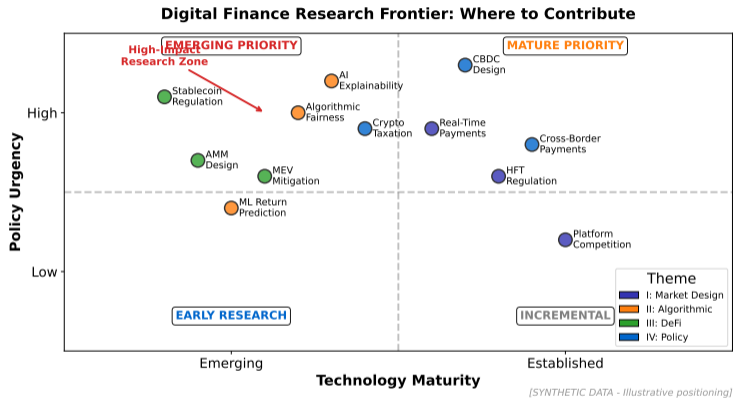 Digital Finance Research Frontier: Where to Contribute
EMERGING PRIORITY
MATURE PRIORITY
High-Impact
Research Zone
CBDC
Design
AI
Explainability
Stablecoin
Regulation
Algorithmic
Fairness
Crypto
Taxation
Real-Time
Payments
Cross-Border
Payments
AMM
Design
MEV
Mitigation
HFT
Regulation
ML Return
Prediction
Platform
Competition
EARLY RESEARCH
INCREMENTAL
Theme
I: Market Design
II: Algorithmic
III: DeFi
IV: Policy
High
Low
Policy Urgency
Emerging
Established
Technology Maturity
[SYNTHETIC DATA - Illustrative positioning]